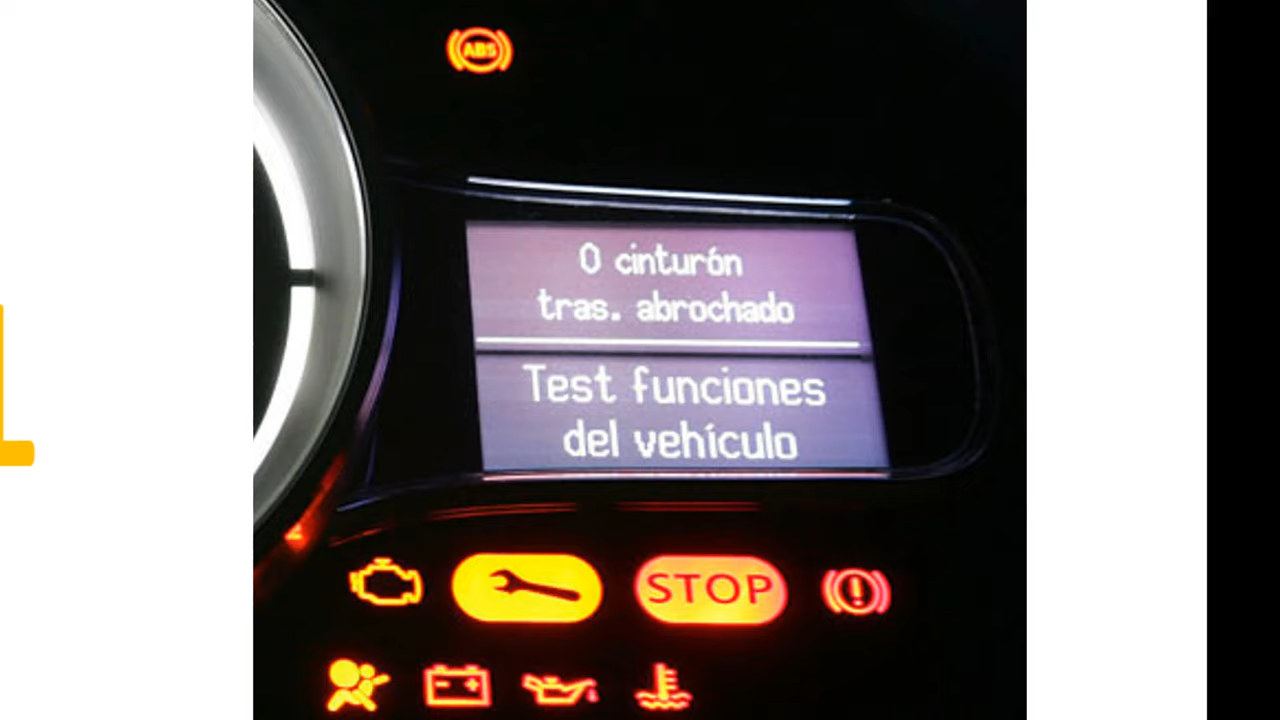 ABS
0 cinturón
tras. abrochado
Test funciones
del vehículo
STOP